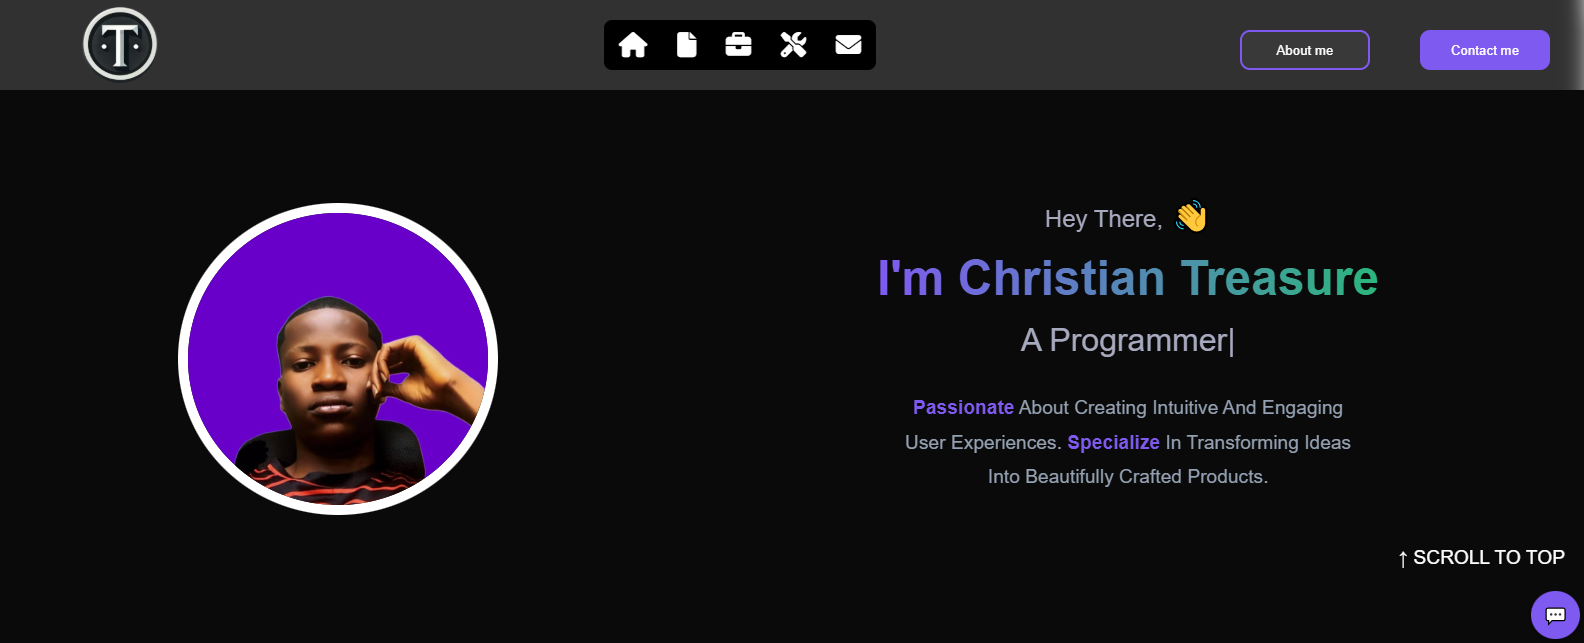 T
About me
Contact me
Hey There, 👋
I'm Christian Treasure
A Programmer|
Passionate About Creating Intuitive And Engaging
User Experiences. Specialize In Transforming Ideas
Into Beautifully Crafted Products.
↑ SCROLL TO TOP